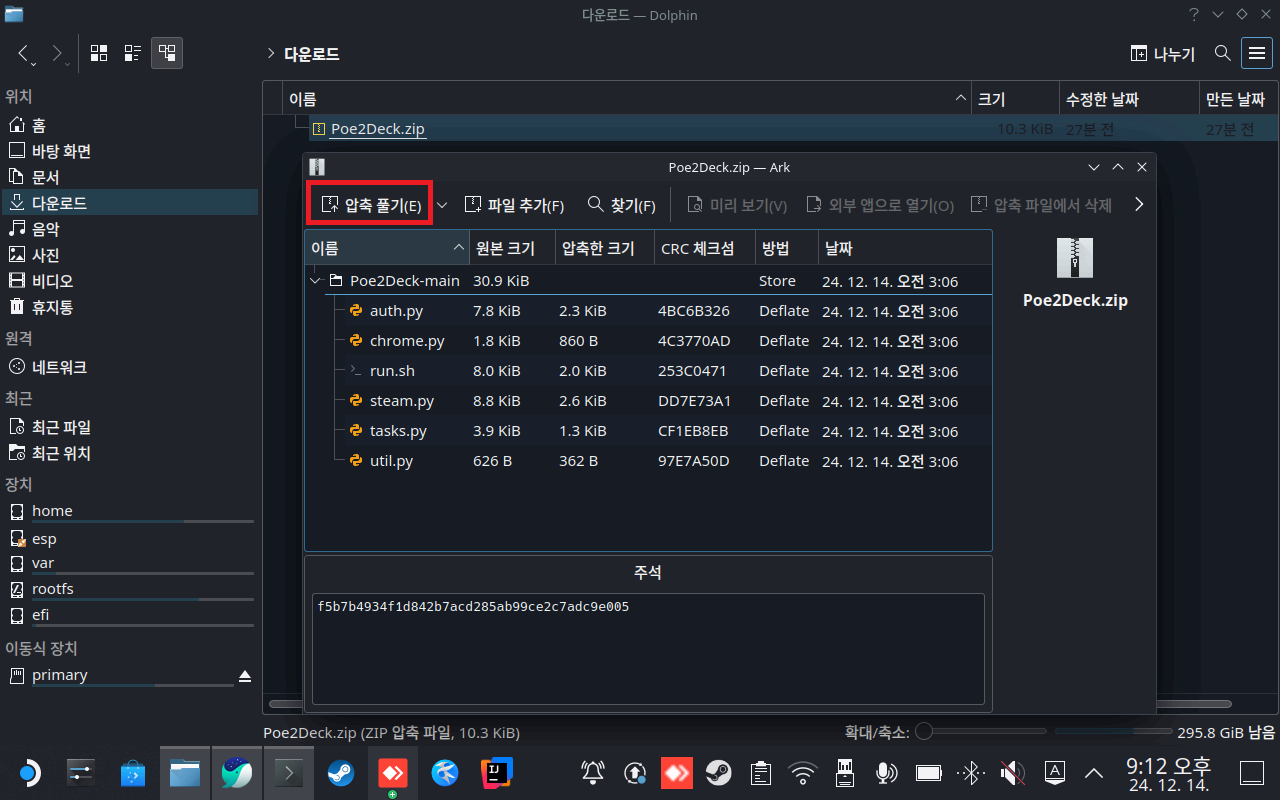 다운로드 — Dolphin
다운로드
나누기
위치
홈
바탕 화면
문서
다운로드
음악
사진
비디오
휴지통
원격
네트워크
최근
최근 파일
최근 위치
장치
home
esp
var
rootfs
efi
이동식 장치
primary
이름 크기 수정한 날짜 만든 날짜
Poe2Deck.zip 10.3 KiB 27분 전 27분 전
Poe2Deck.zip — Ark
압축 풀기(E) 파일 추가(F) 찾기(F) 미리 보기(V) 외부 앱으로 열기(O) 압축 파일에서 삭제
이름 원본 크기 압축한 크기 CRC 체크섬 방법 날짜
Poe2Deck-main 30.9 KiB Store 24. 12. 14. 오전 3:06
auth.py 7.8 KiB 2.3 KiB 4BC6B326 Deflate 24. 12. 14. 오전 3:06
chrome.py 1.8 KiB 860 B 4C3770AD Deflate 24. 12. 14. 오전 3:06
run.sh 8.0 KiB 2.0 KiB 253C0471 Deflate 24. 12. 14. 오전 3:06
steam.py 8.8 KiB 2.6 KiB DD7E73A1 Deflate 24. 12. 14. 오전 3:06
tasks.py 3.9 KiB 1.3 KiB CF1EB8EB Deflate 24. 12. 14. 오전 3:06
util.py 626 B 362 B 97E7A50D Deflate 24. 12. 14. 오전 3:06
Poe2Deck.zip
주석
f5b7b4934f1d842b7acd285ab99ce2c7adc9e005
Poe2Deck.zip (ZIP 압축 파일, 10.3 KiB) 확대/축소: 295.8 GiB 남음
IJ
A
9:12 오후
24. 12. 14.